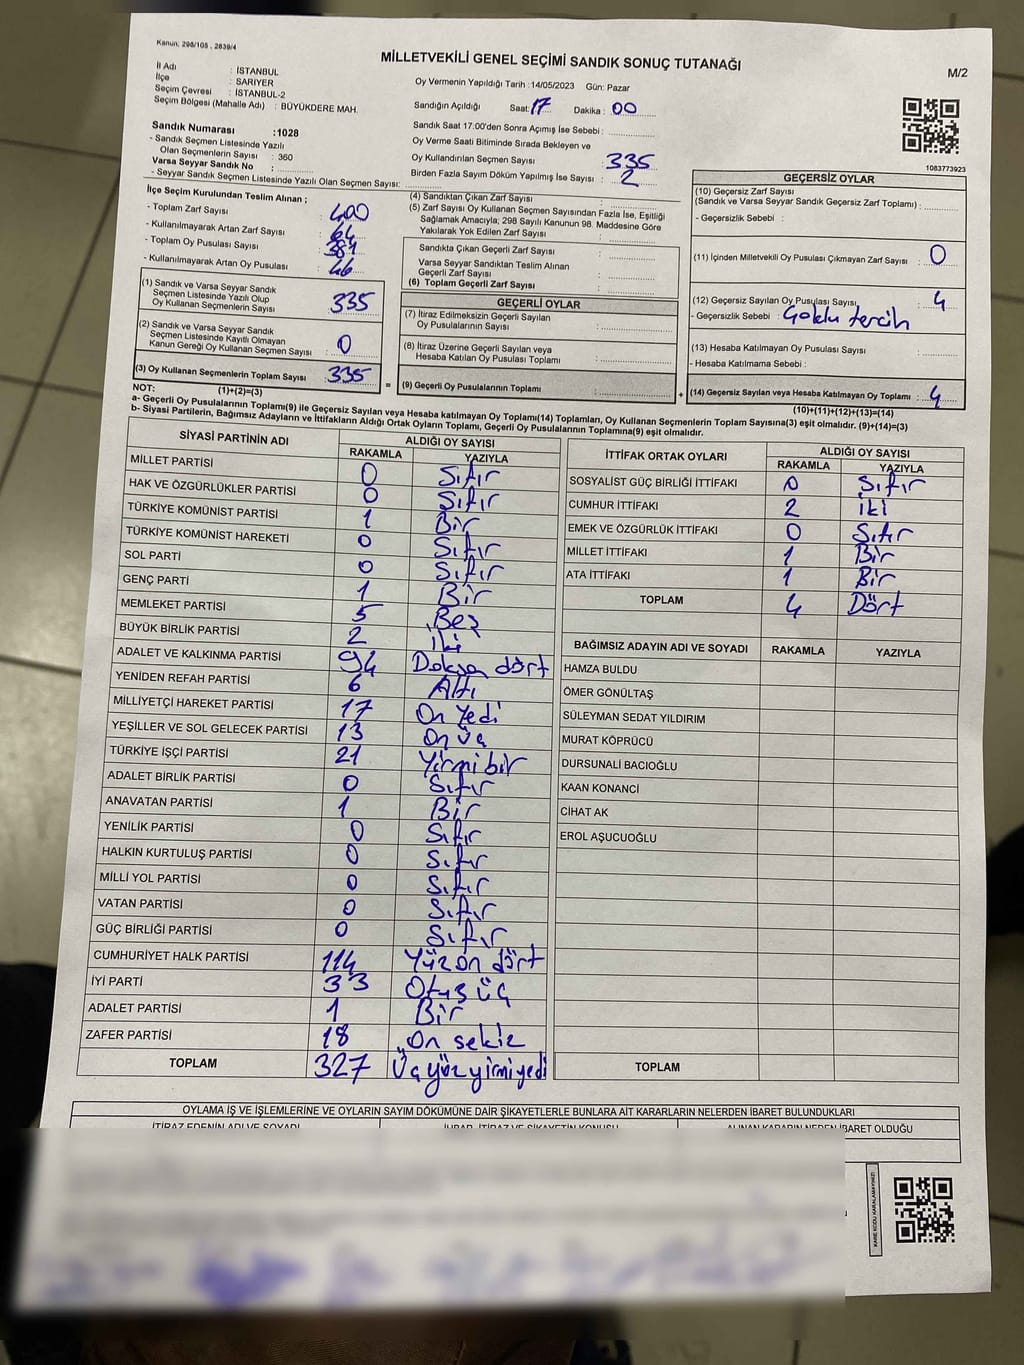 Kanun: 298/105 , 2839/4
MİLLETVEKİLİ GENEL SEÇİMİ SANDIK SONUÇ TUTANAĞI
M/2
İl Adı : İSTANBUL
İlçe : SARIYER
Seçim Çevresi : İSTANBUL-2
Seçim Bölgesi (Mahalle Adı) : BÜYÜKDERE MAH.
Sandık Numarası :1028
- Sandık Seçmen Listesinde Yazılı
Olan Seçmenlerin Sayısı : 360
Varsa Seyyar Sandık No :
- Seyyar Sandık Seçmen Listesinde Yazılı Olan Seçmen Sayısı:
Oy Vermenin Yapıldığı Tarih :14/05/2023 Gün: Pazar
Sandığın Açıldığı Saat: 17 Dakika : 00
Sandık Saat 17:00'den Sonra Açımış İse Sebebi :
Oy Verme Saati Bitiminde Sırada Bekleyen ve
Oy Kullandırılan Seçmen Sayısı : 335
Birden Fazla Sayım Döküm Yapılmış İse Sayısı : 2
1083773923
İlçe Seçim Kurulundan Teslim Alınan ;
- Toplam Zarf Sayısı : 400
- Kullanılmayarak Artan Zarf Sayısı : 64
- Toplam Oy Pusulası Sayısı : 381
- Kullanılmayarak Artan Oy Pusulası : 46
(1) Sandık ve Varsa Seyyar Sandık
Seçmen Listesinde Yazılı Olup
Oy Kullanan Seçmenlerin Sayısı : 335
(2) Sandık ve Varsa Seyyar Sandık
Seçmen Listesinde Kayıtlı Olmayan
Kanun Gereği Oy Kullanan Seçmen Sayısı : 0
(3) Oy Kullanan Seçmenlerin Toplam Sayısı : 335
(1)+(2)=(3)
(4) Sandıktan Çıkan Zarf Sayısı :
(5) Zarf Sayısı Oy Kullanan Seçmen Sayısından Fazla İse, Eşitliği
Sağlamak Amacıyla; 298 Sayılı Kanunun 98. Maddesine Göre
Yakılarak Yok Edilen Zarf Sayısı :
Sandıkta Çıkan Geçerli Zarf Sayısı :
Varsa Seyyar Sandıktan Teslim Alınan
Geçerli Zarf Sayısı :
(6) Toplam Geçerli Zarf Sayısı :
GEÇERLİ OYLAR
(7) İtiraz Edilmeksizin Geçerli Sayılan
Oy Pusulalarının Sayısı :
(8) İtiraz Üzerine Geçerli Sayılan veya
Hesaba Katılan Oy Pusulası Toplamı :
= (9) Geçerli Oy Pusulalarının Toplamı : +
GEÇERSİZ OYLAR
(10) Geçersiz Zarf Sayısı
(Sandık ve Varsa Seyyar Sandık Geçersiz Zarf Toplamı) :
- Geçersizlik Sebebi :
(11) İçinden Milletvekili Oy Pusulası Çıkmayan Zarf Sayısı : 0
(12) Geçersiz Sayılan Oy Pusulası Sayısı : 4
- Geçersizlik Sebebi : Çoklu tercih
(13) Hesaba Katılmayan Oy Pusulası Sayısı :
- Hesaba Katılmama Sebebi :
(14) Geçersiz Sayılan veya Hesaba Katılmayan Oy Toplamı : 4
(10)+(11)+(12)+(13)=(14)
NOT:
a- Geçerli Oy Pusulalarının Toplamı(9) ile Geçersiz Sayılan veya Hesaba katılmayan Oy Toplamı(14) Toplamları, Oy Kullanan Seçmenlerin Toplam Sayısına(3) eşit olmalıdır. (9)+(14)=(3)
b- Siyasi Partilerin, Bağımsız Adayların ve İttifakların Aldığı Ortak Oyların Toplamı, Geçerli Oy Pusulalarının Toplamına(9) eşit olmalıdır.
SİYASİ PARTİNİN ADI ALDIĞI OY SAYISI
RAKAMLA YAZIYLA
MİLLET PARTİSİ 0 Sıfır
HAK VE ÖZGÜRLÜKLER PARTİSİ 0 Sıfır
TÜRKİYE KOMÜNİST PARTİSİ 1 Bir
TÜRKİYE KOMÜNİST HAREKETİ 0 Sıfır
SOL PARTİ 0 Sıfır
GENÇ PARTİ 1 Bir
MEMLEKET PARTİSİ 5 Beş
BÜYÜK BİRLİK PARTİSİ 2 İki
ADALET VE KALKINMA PARTİSİ 94 Doksan dört
YENİDEN REFAH PARTİSİ 6 Altı
MİLLİYETÇİ HAREKET PARTİSİ 17 On Yedi
YEŞİLLER VE SOL GELECEK PARTİSİ 13 On üç
TÜRKİYE İŞÇİ PARTİSİ 21 Yirmi bir
ADALET BİRLİK PARTİSİ 0 Sıfır
ANAVATAN PARTİSİ 1 Bir
YENİLİK PARTİSİ 0 Sıfır
HALKIN KURTULUŞ PARTİSİ 0 Sıfır
MİLLİ YOL PARTİSİ 0 Sıfır
VATAN PARTİSİ 0 Sıfır
GÜÇ BİRLİĞİ PARTİSİ 0 Sıfır
CUMHURİYET HALK PARTİSİ 114 Yüz on dört
İYİ PARTİ 33 Otuz üç
ADALET PARTİSİ 1 Bir
ZAFER PARTİSİ 18 On sekiz
TOPLAM 327 Üçyüz yirmiyedi
İTTİFAK ORTAK OYLARI ALDIĞI OY SAYISI
RAKAMLA YAZIYLA
SOSYALİST GÜÇ BİRLİĞİ İTTİFAKI 0 Sıfır
CUMHUR İTTİFAKI 2 iki
EMEK VE ÖZGÜRLÜK İTTİFAKI 0 Sıfır
MİLLET İTTİFAKI 1 Bir
ATA İTTİFAKI 1 Bir
TOPLAM 4 Dört
BAĞIMSIZ ADAYIN ADI VE SOYADI RAKAMLA YAZIYLA
HAMZA BULDU
ÖMER GÖNÜLTAŞ
SÜLEYMAN SEDAT YILDIRIM
MURAT KÖPRÜCÜ
DURSUNALİ BACIOĞLU
KAAN KONANCİ
CİHAT AK
EROL AŞUCUOĞLU
TOPLAM
OYLAMA İŞ VE İŞLEMLERİNE VE OYLARIN SAYIM DÖKÜMÜNE DAİR ŞİKAYETLERLE BUNLARA AİT KARARLARIN NELERDEN İBARET BULUNDUKLARI
İTİRAZ EDENİN ADI VE SOYADI İHBAR, İTİRAZ VE ŞİKAYETİN KONUSU ALINAN KARARIN NEDEN İBARET OLDUĞU
KARE KODU KARALAMAYINIZ!